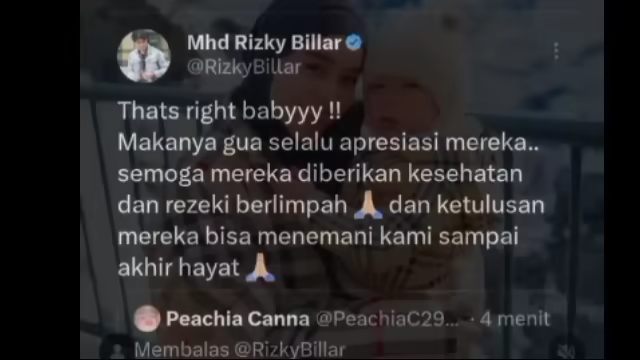 Mhd Rizky Billar
@RizkyBillar
Thats right babyyy !!
Makanya gua selalu apresiasi mereka..
semoga mereka diberikan kesehatan
dan rezeki berlimpah 🙏🏻 dan ketulusan
mereka bisa menemani kami sampai
akhir hayat 🙏🏻
Peachia Canna @PeachiaC29... · 4 menit
Membalas @RizkyBillar